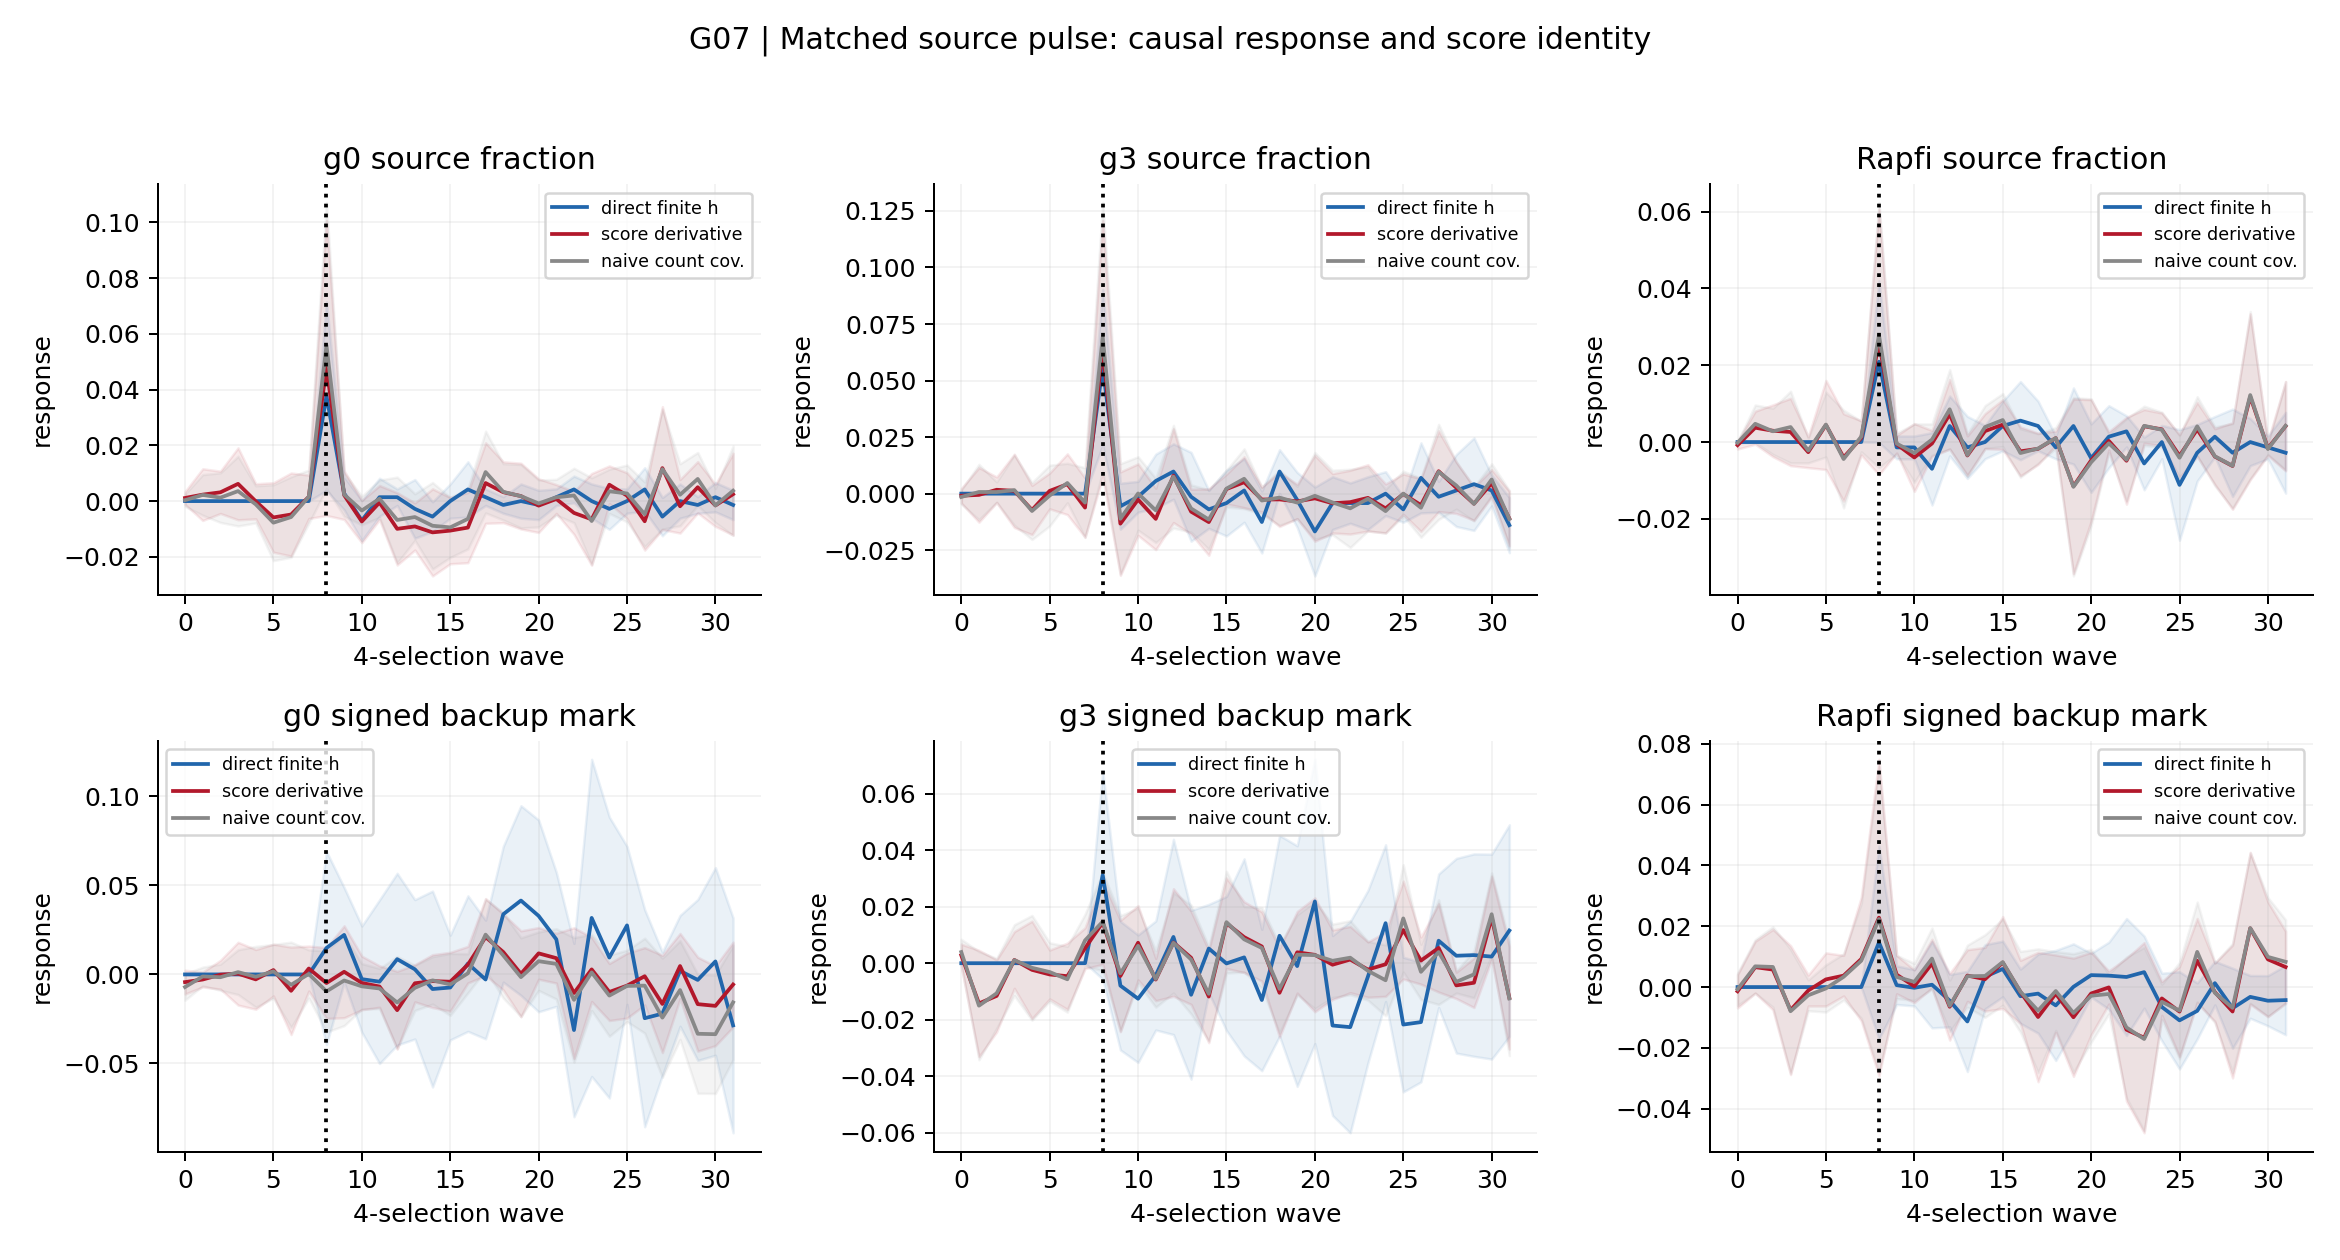 G07 | Matched source pulse: causal response and score identity
g0 source fraction
direct finite h
score derivative
naive count cov.
0.10
0.08
0.06
0.04
0.02
0.00
−0.02
response
0 5 10 15 20 25 30
4-selection wave
g3 source fraction
direct finite h
score derivative
naive count cov.
0.125
0.100
0.075
0.050
0.025
0.000
−0.025
response
0 5 10 15 20 25 30
4-selection wave
Rapfi source fraction
direct finite h
score derivative
naive count cov.
0.06
0.04
0.02
0.00
−0.02
response
0 5 10 15 20 25 30
4-selection wave
g0 signed backup mark
direct finite h
score derivative
naive count cov.
0.10
0.05
0.00
−0.05
response
0 5 10 15 20 25 30
4-selection wave
g3 signed backup mark
direct finite h
score derivative
naive count cov.
0.06
0.04
0.02
0.00
−0.02
−0.04
−0.06
response
0 5 10 15 20 25 30
4-selection wave
Rapfi signed backup mark
direct finite h
score derivative
naive count cov.
0.08
0.06
0.04
0.02
0.00
−0.02
−0.04
response
0 5 10 15 20 25 30
4-selection wave